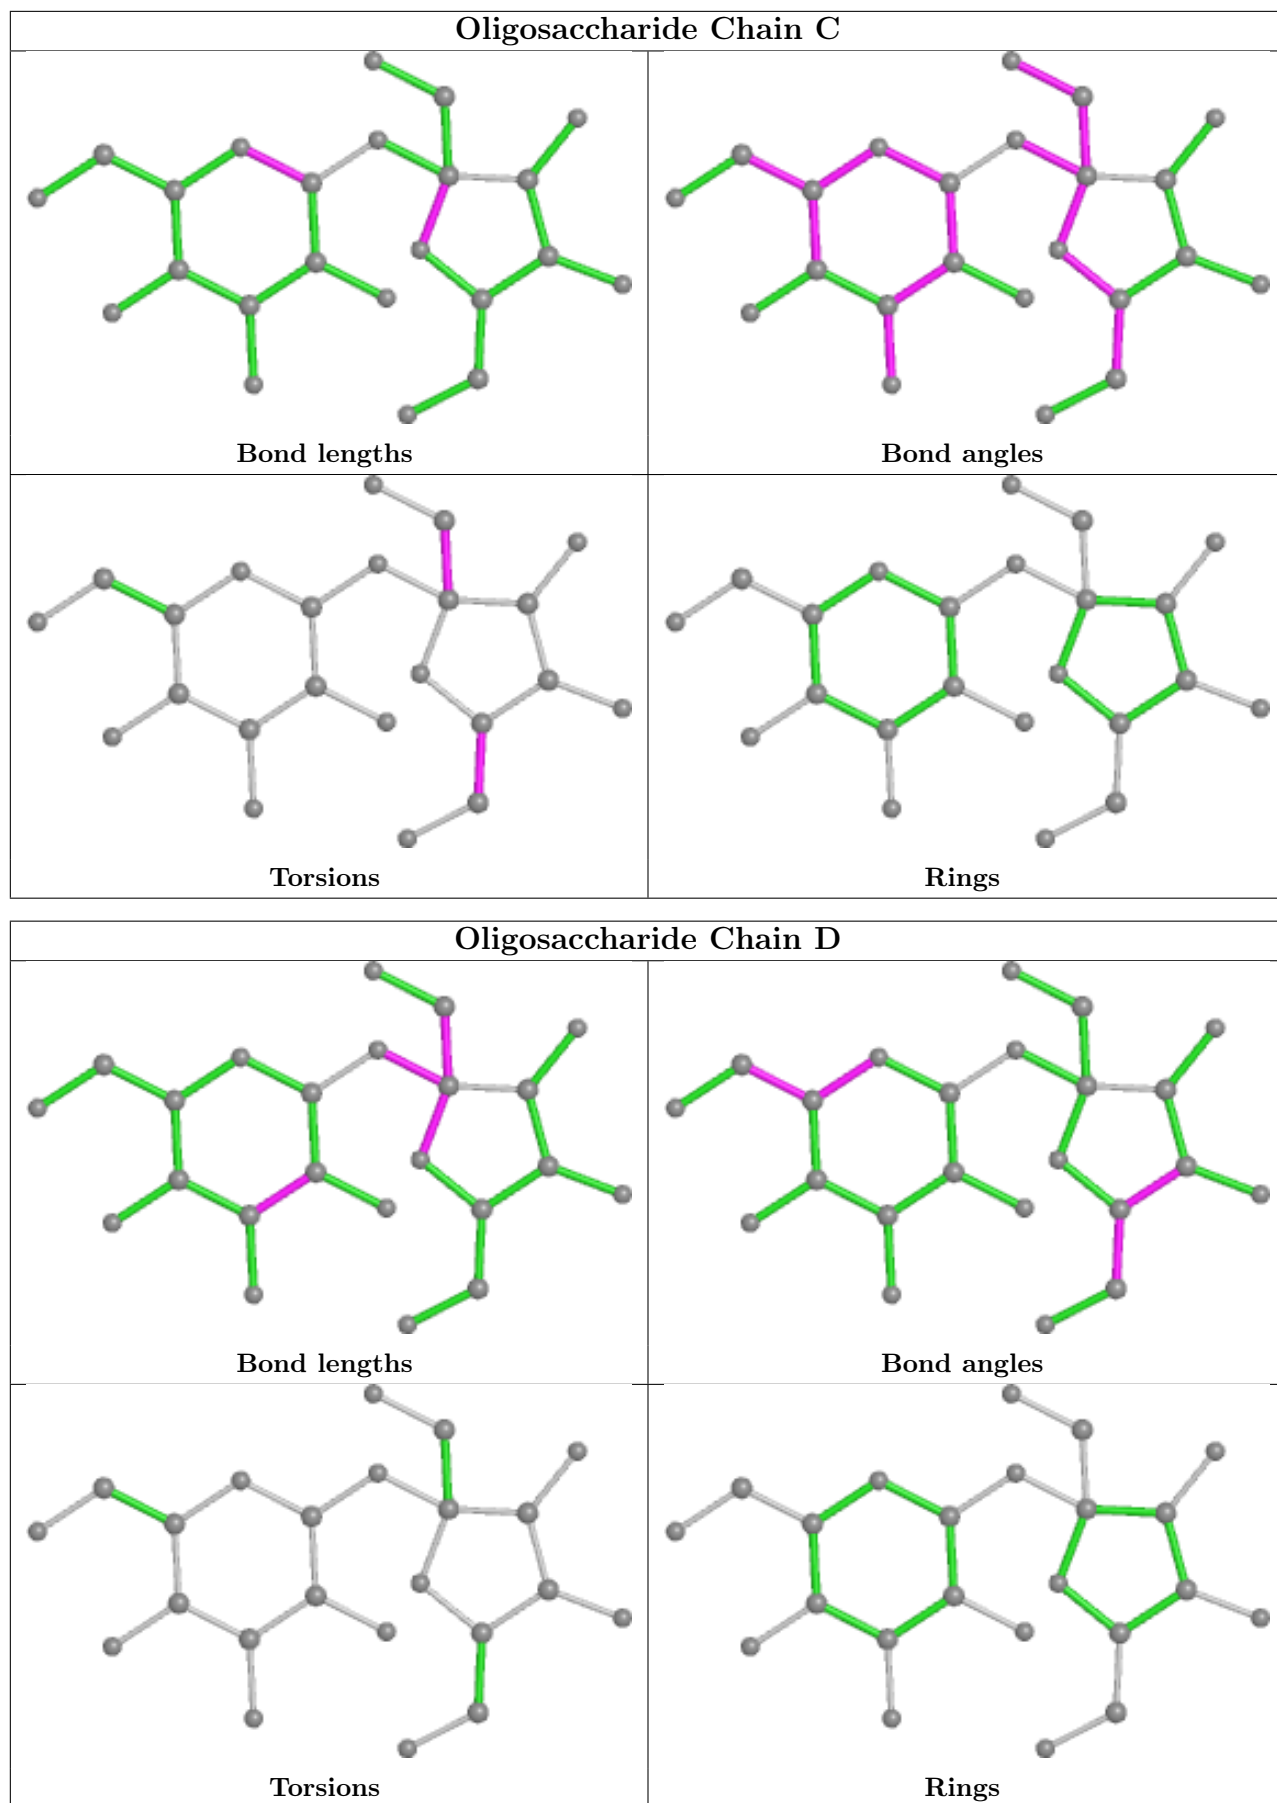 Oligosaccharide Chain C
Bond lengths
Bond angles
Torsions
Rings
Oligosaccharide Chain D
Bond lengths
Bond angles
Torsions
Rings